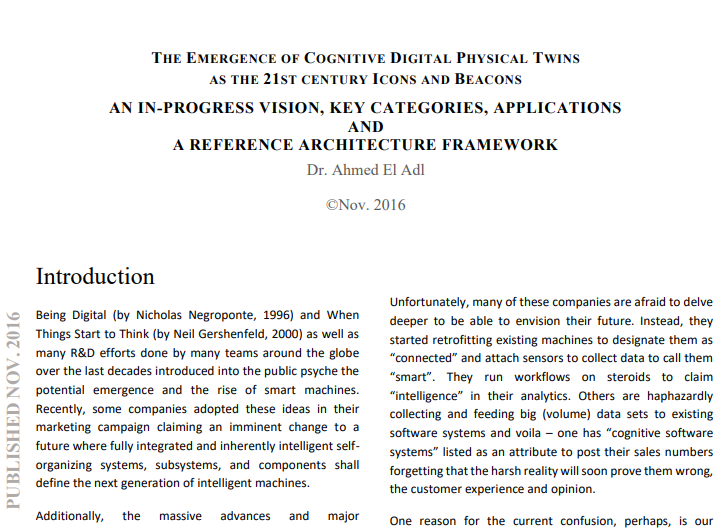 THE EMERGENCE OF COGNITIVE DIGITAL PHYSICAL TWINS
AS THE 21ST CENTURY ICONS AND BEACONS
AN IN-PROGRESS VISION, KEY CATEGORIES, APPLICATIONS
AND
A REFERENCE ARCHITECTURE FRAMEWORK
Dr. Ahmed El Adl
©Nov. 2016
PUBLISHED NOV. 2016
Introduction
Being Digital (by Nicholas Negroponte, 1996) and When
Things Start to Think (by Neil Gershenfeld, 2000) as well as
many R&D efforts done by many teams around the globe
over the last decades introduced into the public psyche the
potential emergence and the rise of smart machines.
Recently, some companies adopted these ideas in their
marketing campaign claiming an imminent change to a
future where fully integrated and inherently intelligent self-
organizing systems, subsystems, and components shall
define the next generation of intelligent machines.
Additionally, the massive advances and major
Unfortunately, many of these companies are afraid to delve
deeper to be able to envision their future. Instead, they
started retrofitting existing machines to designate them as
“connected” and attach sensors to collect data to call them
“smart”. They run workflows on steroids to claim
“intelligence” in their analytics. Others are haphazardly
collecting and feeding big (volume) data sets to existing
software systems and voila – one has “cognitive software
systems” listed as an attribute to post their sales numbers
forgetting that the harsh reality will soon prove them wrong,
the customer experience and opinion.
One reason for the current confusion, perhaps, is our